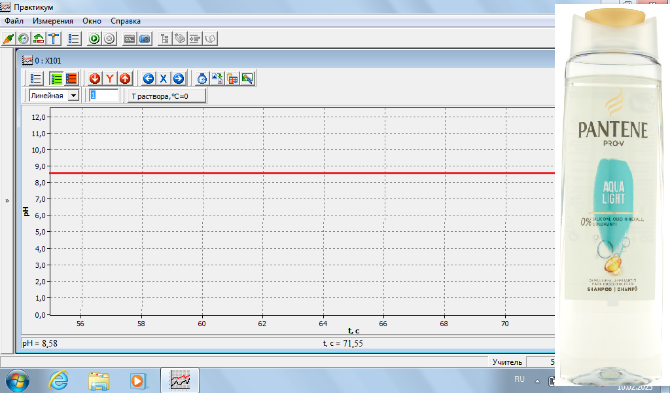 Практикум
Файл Измерения Окно Справка
0 : X101
Y X
Линейная 1 T раствора,°C=0
12,0
11,0
10,0
9,0
8,0
7,0
6,0
5,0
4,0
3,0
2,0
1,0
0,0
pH
56 58 60 62 64 66 68 70
t, c
pH = 8,58 t, c = 71,55
Учитель 5
RU
10.02.2023
PANTENE
PRO-V
AQUA
LIGHT
0%
SHAMPOO | CHAMPÚ